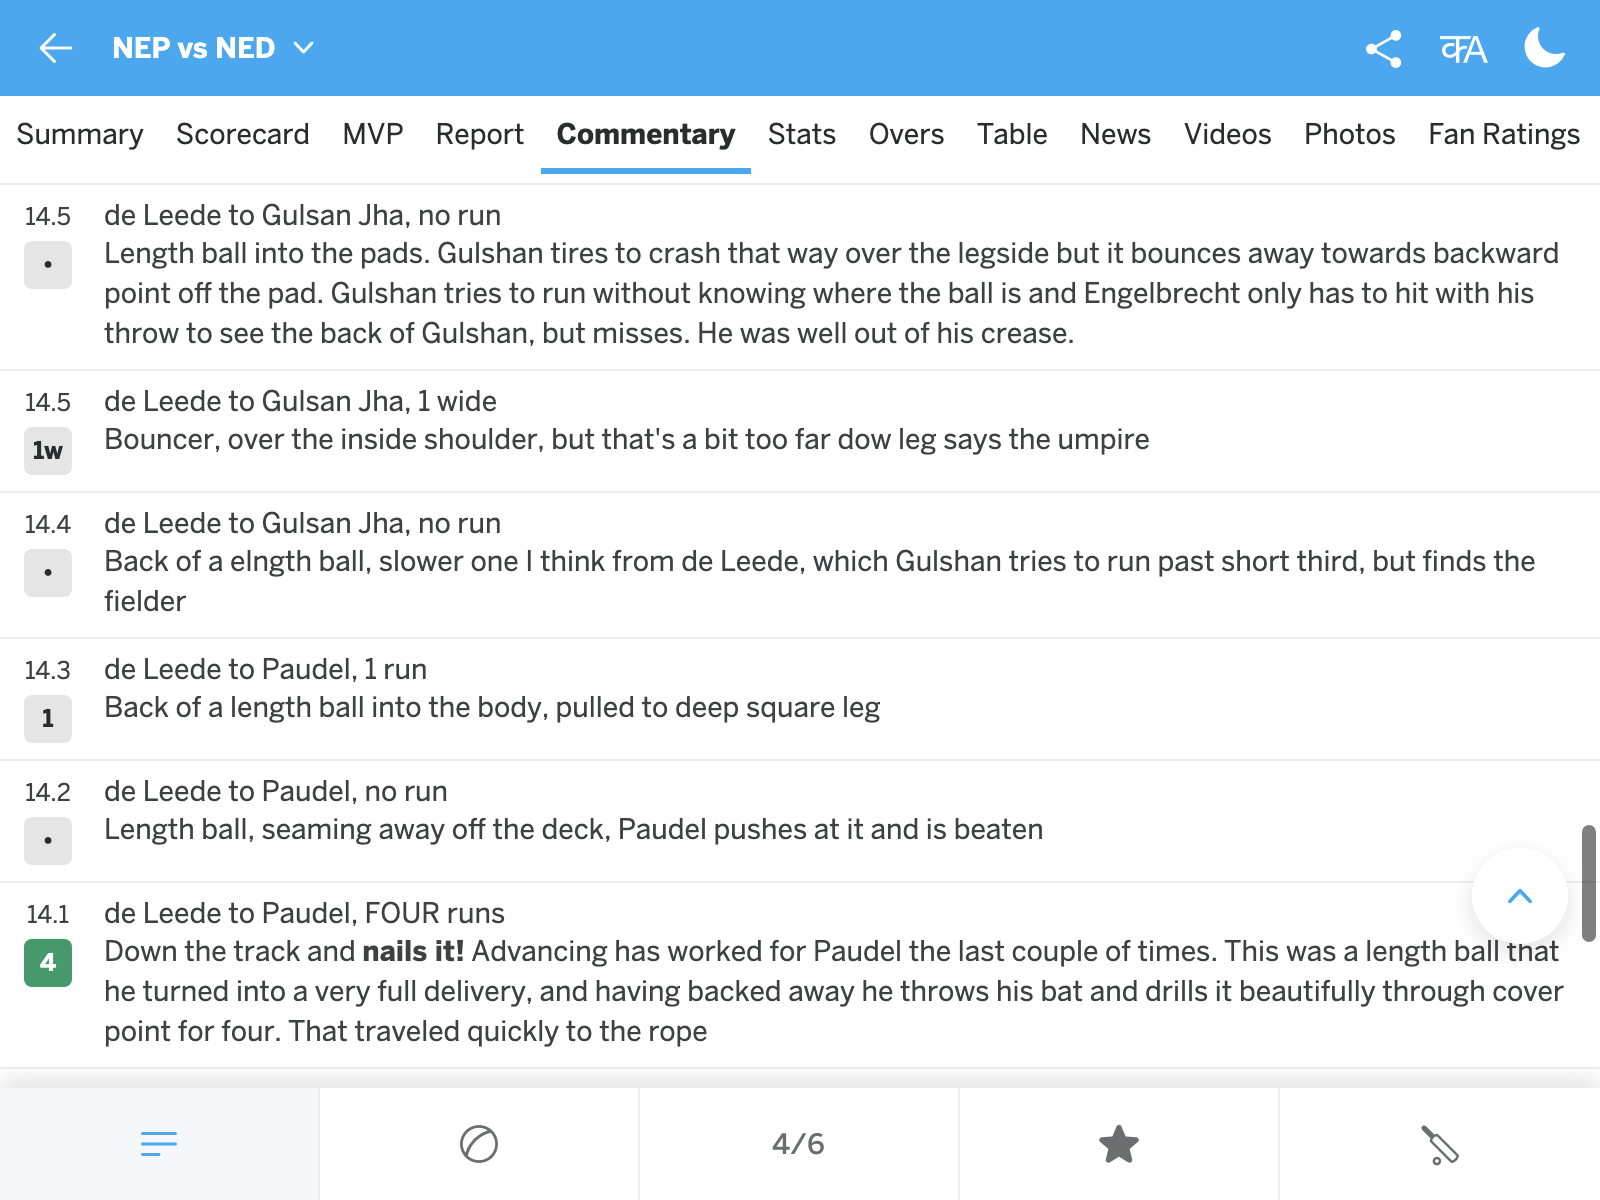 NEP vs NED
क A
Summary Scorecard MVP Report Commentary Stats Overs Table News Videos Photos Fan Ratings
14.5 de Leede to Gulsan Jha, no run
• Length ball into the pads. Gulshan tires to crash that way over the legside but it bounces away towards backward
point off the pad. Gulshan tries to run without knowing where the ball is and Engelbrecht only has to hit with his
throw to see the back of Gulshan, but misses. He was well out of his crease.
14.5 de Leede to Gulsan Jha, 1 wide
1w Bouncer, over the inside shoulder, but that's a bit too far dow leg says the umpire
14.4 de Leede to Gulsan Jha, no run
• Back of a elngth ball, slower one I think from de Leede, which Gulshan tries to run past short third, but finds the
fielder
14.3 de Leede to Paudel, 1 run
1 Back of a length ball into the body, pulled to deep square leg
14.2 de Leede to Paudel, no run
• Length ball, seaming away off the deck, Paudel pushes at it and is beaten
14.1 de Leede to Paudel, FOUR runs
4 Down the track and nails it! Advancing has worked for Paudel the last couple of times. This was a length ball that
he turned into a very full delivery, and having backed away he throws his bat and drills it beautifully through cover
point for four. That traveled quickly to the rope
4/6